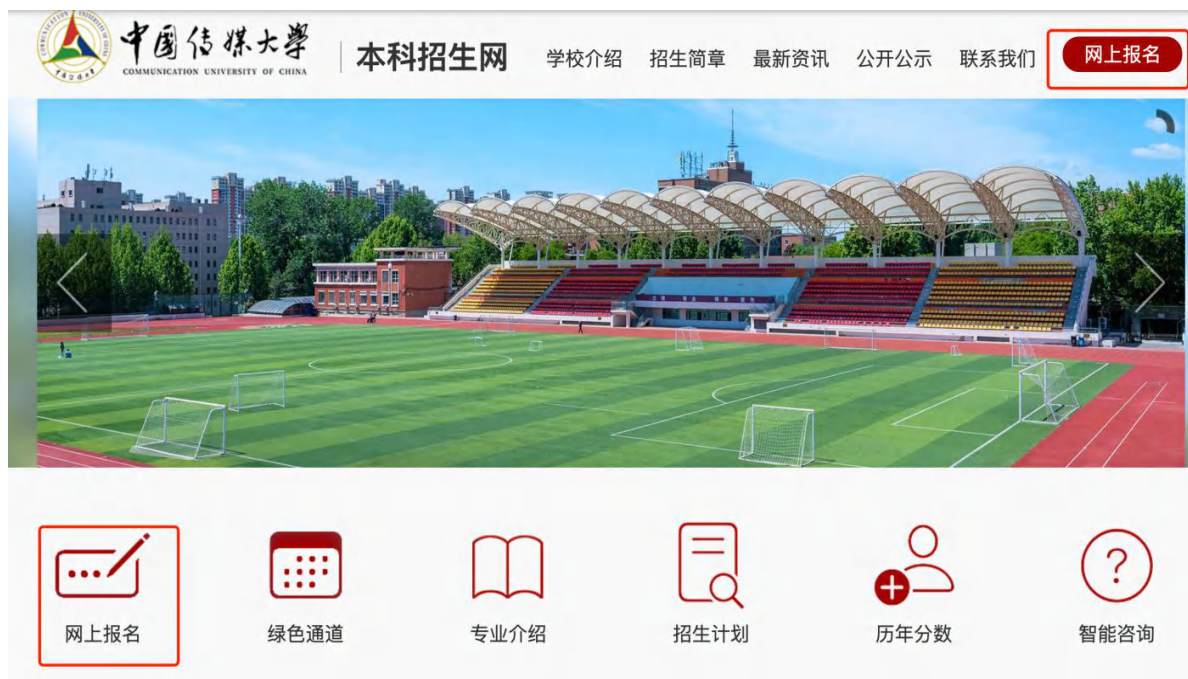 中国传媒大学
COMMUNICATION UNIVERSITY OF CHINA
本科招生网
学校介绍 招生简章 最新资讯 公开公示 联系我们 网上报名
网上报名 绿色通道 专业介绍 招生计划 历年分数 智能咨询